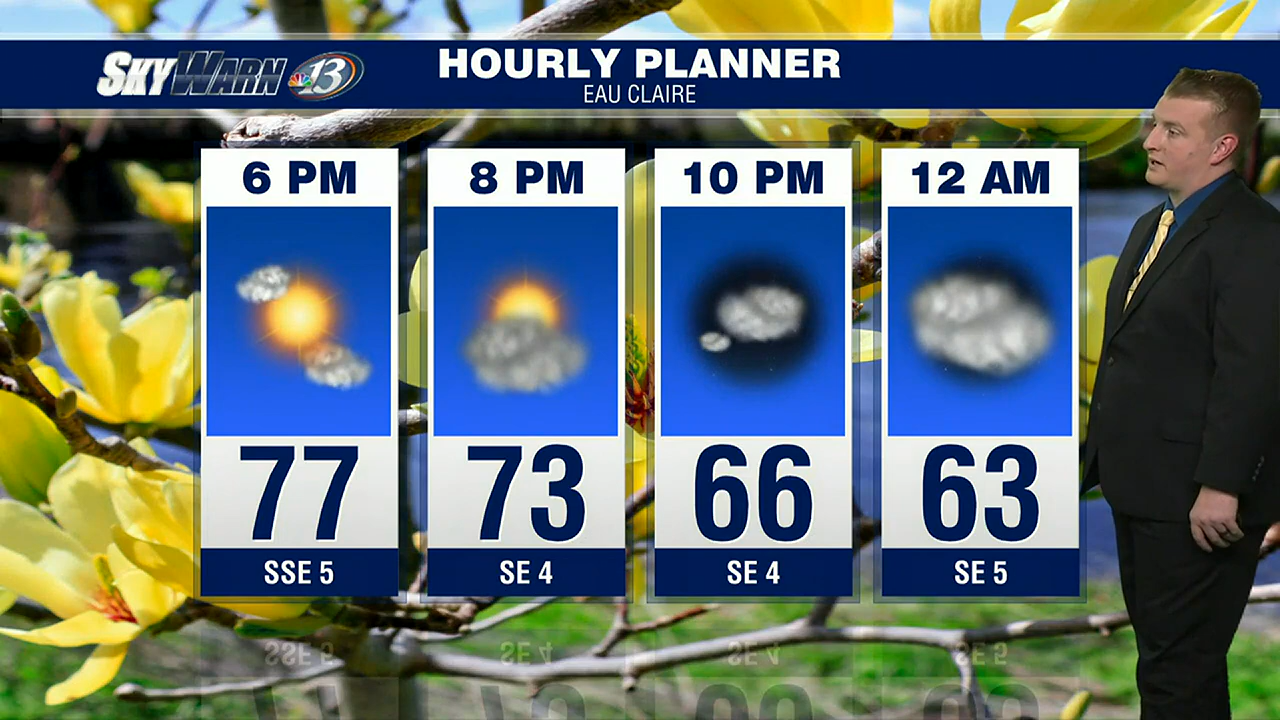 SKYWARN 13
HOURLY PLANNER
EAU CLAIRE
6 PM
77
SSE 5
8 PM
73
SE 4
10 PM
66
SE 4
12 AM
63
SE 5